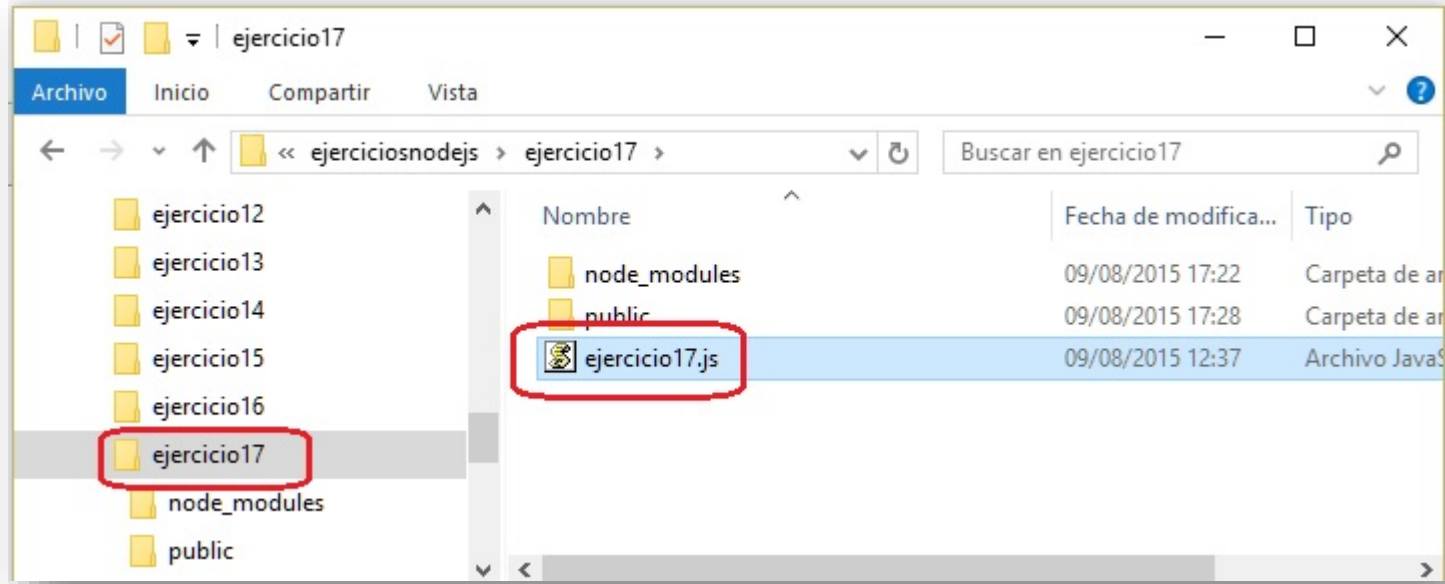 ejercicio17
Archivo Inicio Compartir Vista
« ejerciciosnodejs › ejercicio17 › Buscar en ejercicio17
ejercicio12
ejercicio13
ejercicio14
ejercicio15
ejercicio16
ejercicio17
node_modules
public
Nombre Fecha de modifica... Tipo
node_modules 09/08/2015 17:22 Carpeta de ar
public 09/08/2015 17:28 Carpeta de ar
ejercicio17.js 09/08/2015 12:37 Archivo JavaS